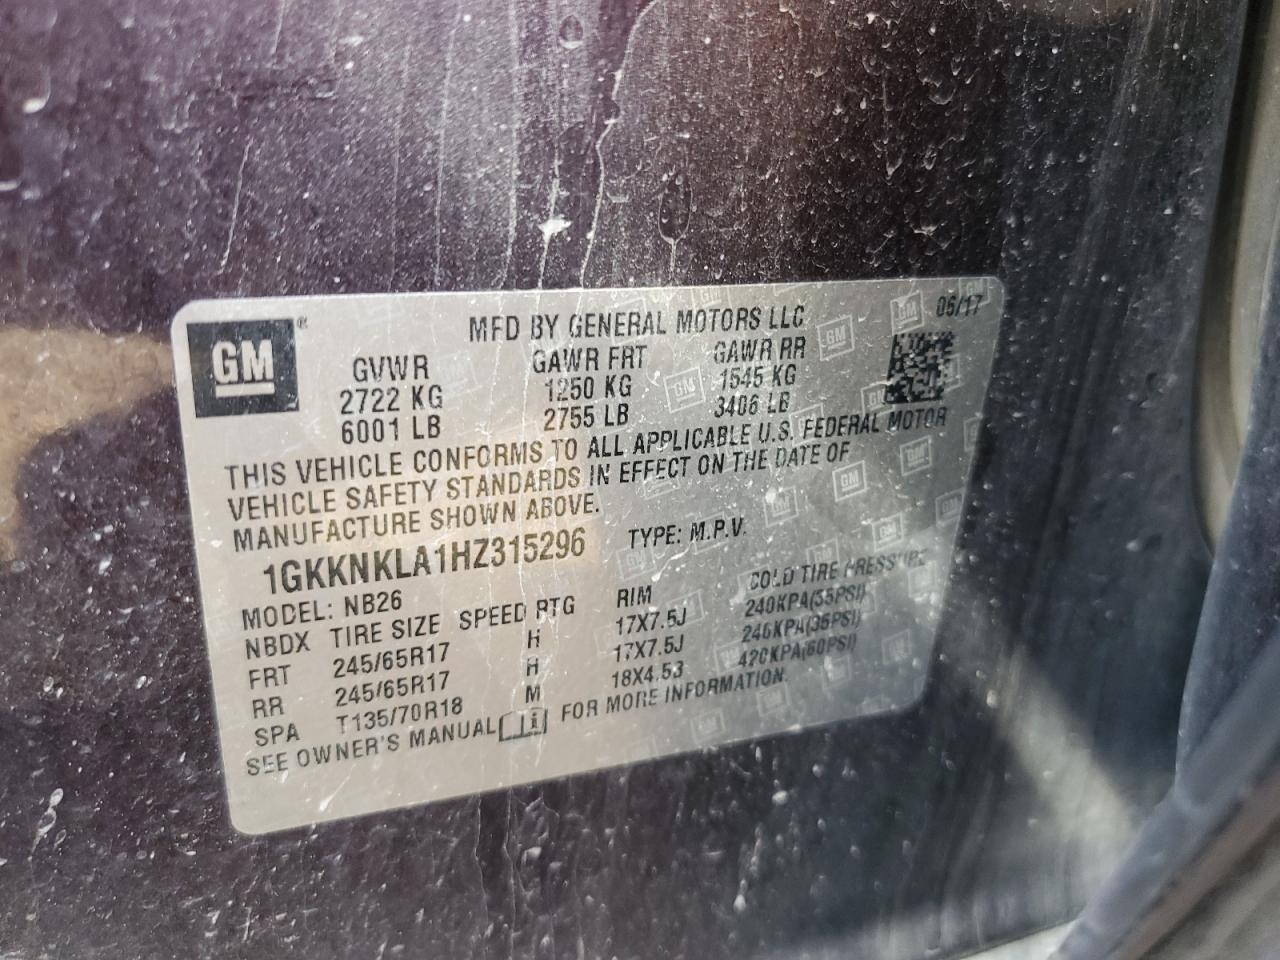 GM®
MFD BY GENERAL MOTORS LLC 06/17
GVWR GAWR FRT GAWR RR
2722 KG 1250 KG 1545 KG
6001 LB 2755 LB 3406 LB
THIS VEHICLE CONFORMS TO ALL APPLICABLE U.S. FEDERAL MOTOR
VEHICLE SAFETY STANDARDS IN EFFECT ON THE DATE OF
MANUFACTURE SHOWN ABOVE.
1GKKNKLA1HZ315296 TYPE: M.P.V.
MODEL: NB26
NBDX TIRE SIZE SPEED RTG RIM COLD TIRE PRESSURE
FRT 245/65R17 H 17X7.5J 240KPA(35PSI)
RR 245/65R17 H 17X7.5J 240KPA(35PSI)
SPA T135/70R18 M 18X4.53 420KPA(60PSI)
SEE OWNER'S MANUAL i FOR MORE INFORMATION.